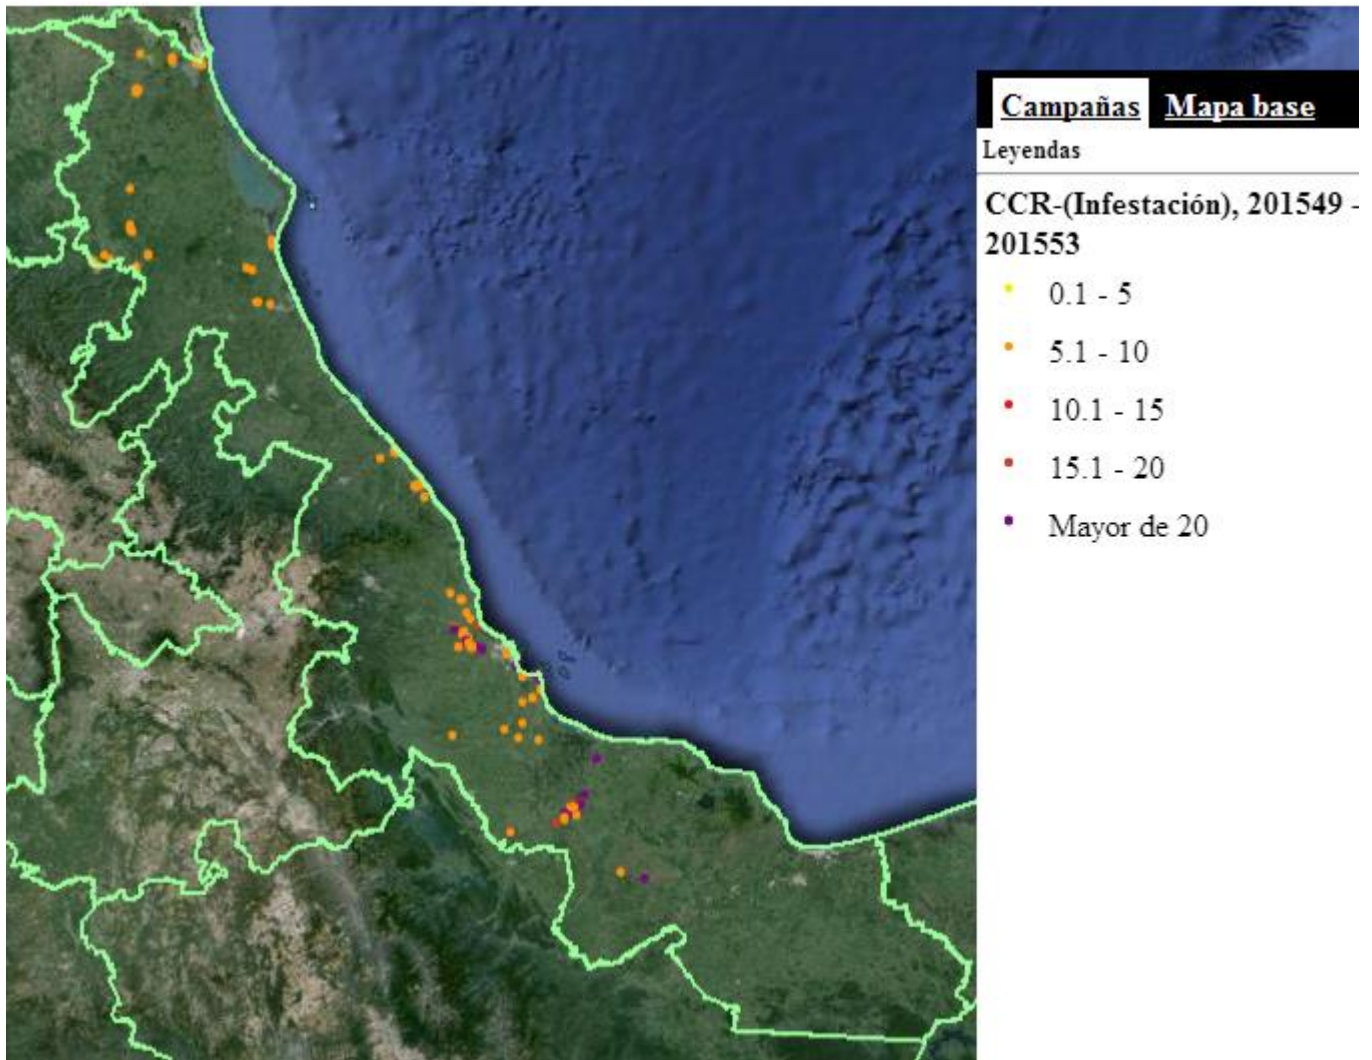 Campañas Mapa base
Leyendas
CCR-(Infestación), 201549 -
201553
0.1 - 5
5.1 - 10
10.1 - 15
15.1 - 20
Mayor de 20